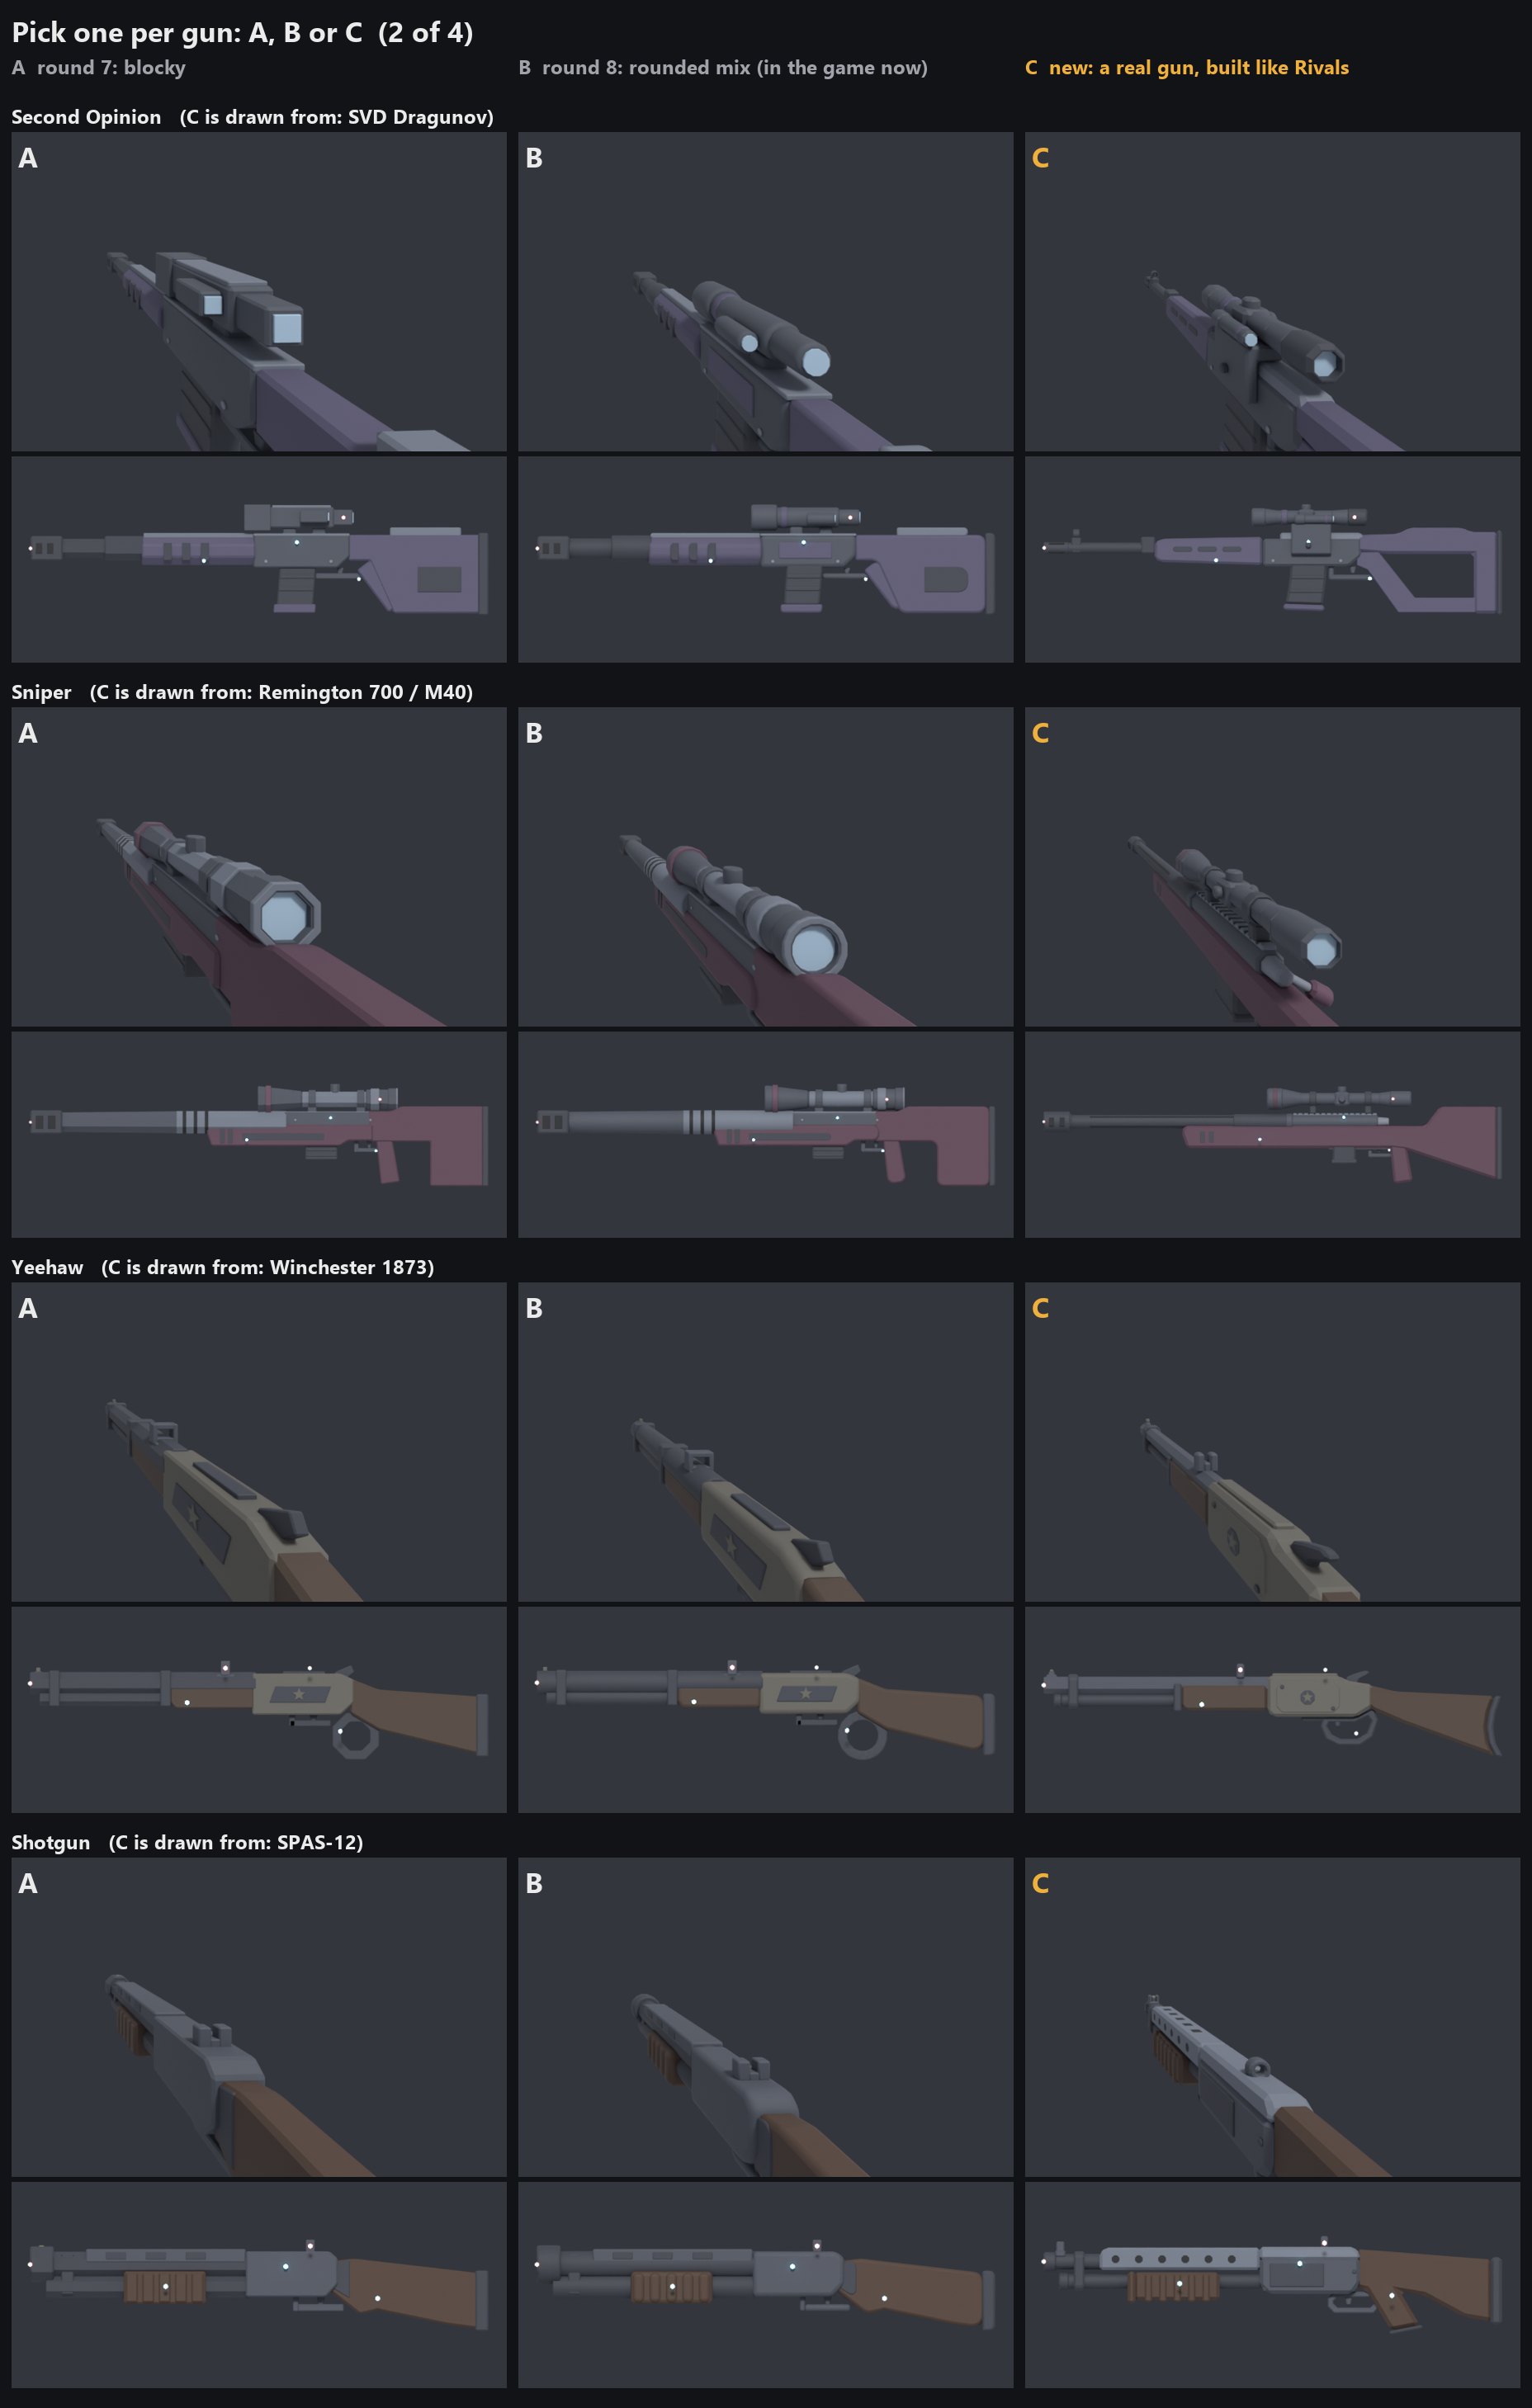 Pick one per gun: A, B or C (2 of 4)
A round 7: blocky
B round 8: rounded mix (in the game now)
C new: a real gun, built like Rivals
Second Opinion (C is drawn from: SVD Dragunov)
A
B
C
Sniper (C is drawn from: Remington 700 / M40)
A
B
C
Yeehaw (C is drawn from: Winchester 1873)
A
B
C
Shotgun (C is drawn from: SPAS-12)
A
B
C